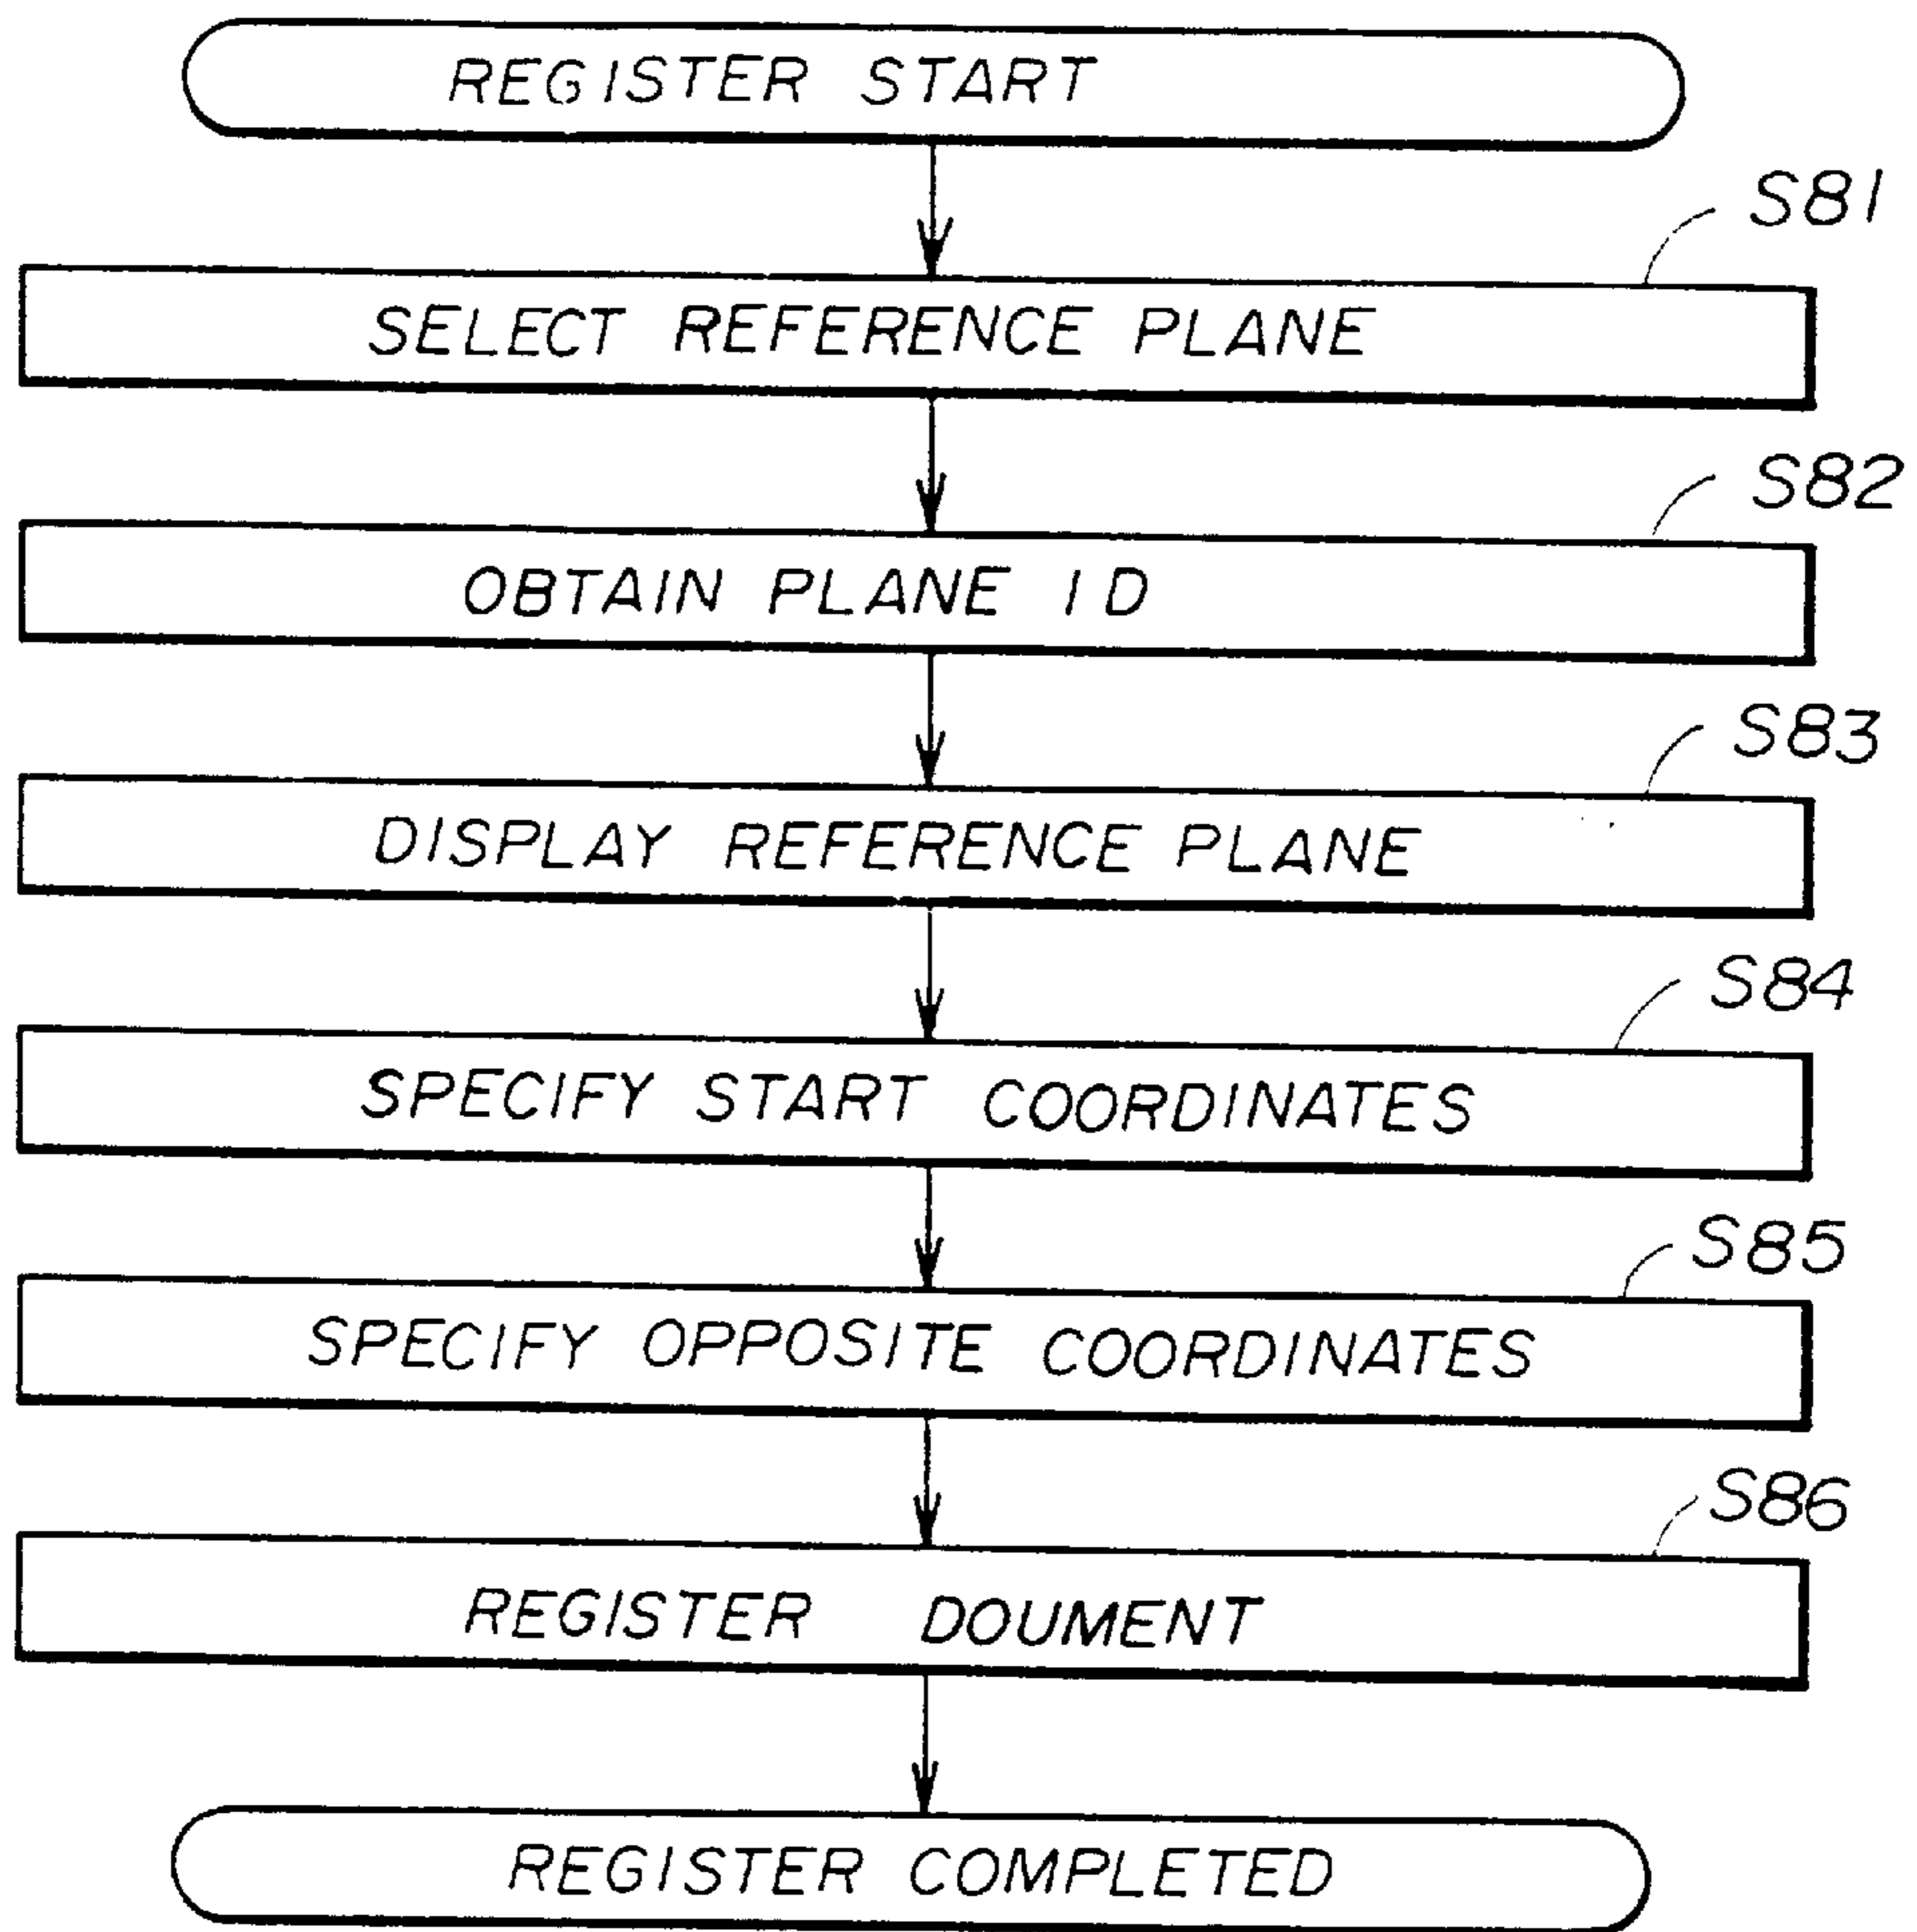 REGISTER START
S81
SELECT REFERENCE PLANE
S82
OBTAIN PLANE ID
S83
DISPLAY REFERENCE PLANE
S84
SPECIFY START COORDINATES
S85
SPECIFY OPPOSITE COORDINATES
S86
REGISTER DOUMENT
REGISTER COMPLETED